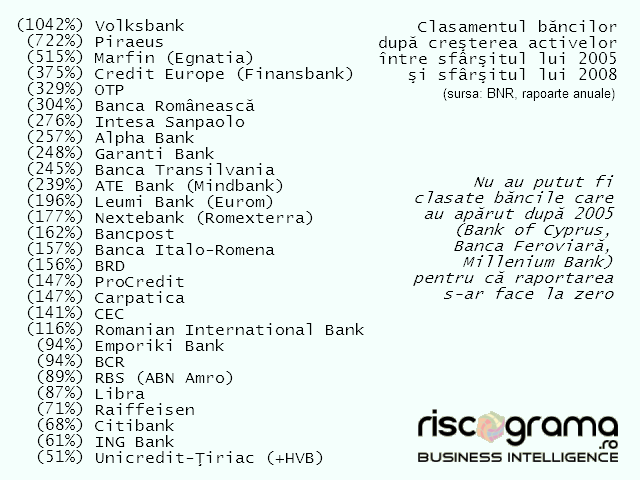 (1042%) Volksbank
(722%) Piraeus
(515%) Marfin (Egnatia)
(375%) Credit Europe (Finansbank)
(329%) OTP
(304%) Banca Românească
(276%) Intesa Sanpaolo
(257%) Alpha Bank
(248%) Garanti Bank
(245%) Banca Transilvania
(239%) ATE Bank (Mindbank)
(196%) Leumi Bank (Eurom)
(177%) Nextebank (Romexterra)
(162%) Bancpost
(157%) Banca Italo-Romena
(156%) BRD
(147%) ProCredit
(147%) Carpatica
(141%) CEC
(116%) Romanian International Bank
(94%) Emporiki Bank
(94%) BCR
(89%) RBS (ABN Amro)
(87%) Libra
(71%) Raiffeisen
(68%) Citibank
(61%) ING Bank
(51%) Unicredit-Ţiriac (+HVB)
Clasamentul băncilor
după creşterea activelor
între sfârşitul lui 2005
şi sfârşitul lui 2008
(sursa: BNR, rapoarte anuale)
Nu au putut fi
clasate băncile care
au apărut după 2005
(Bank of Cyprus,
Banca Feroviară,
Millenium Bank)
pentru că raportarea
s-ar face la zero
riscograma
.ro
BUSINESS INTELLIGENCE